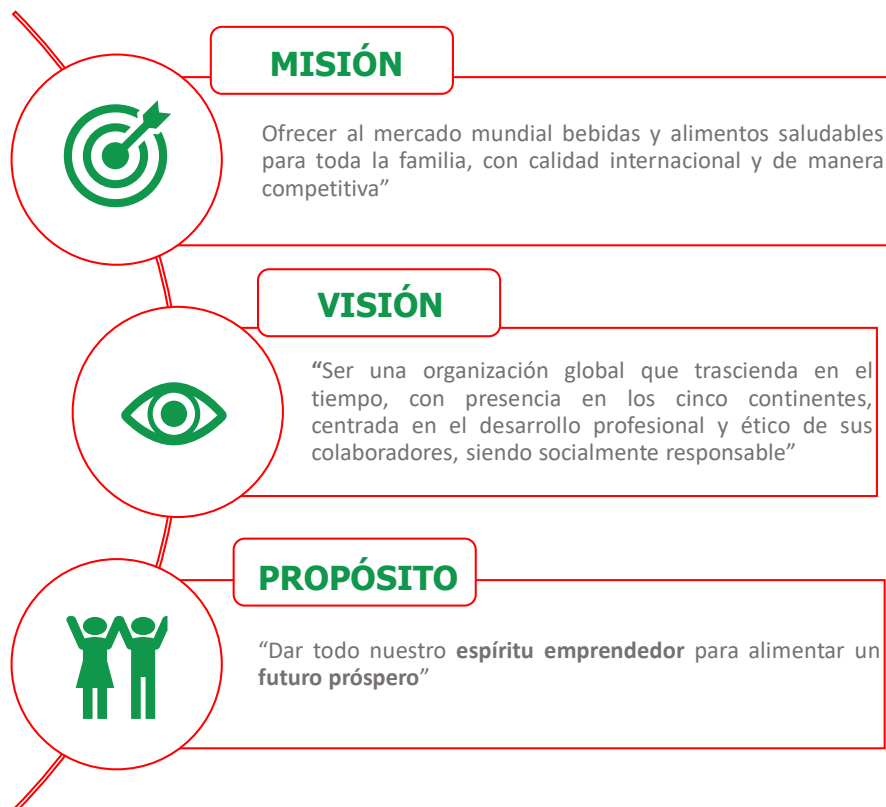 MISIÓN
Ofrecer al mercado mundial bebidas y alimentos saludables
para toda la familia, con calidad internacional y de manera
competitiva”
VISIÓN
“Ser una organización global que trascienda en el
tiempo, con presencia en los cinco continentes,
centrada en el desarrollo profesional y ético de sus
colaboradores, siendo socialmente responsable”
PROPÓSITO
“Dar todo nuestro espíritu emprendedor para alimentar un
futuro próspero”